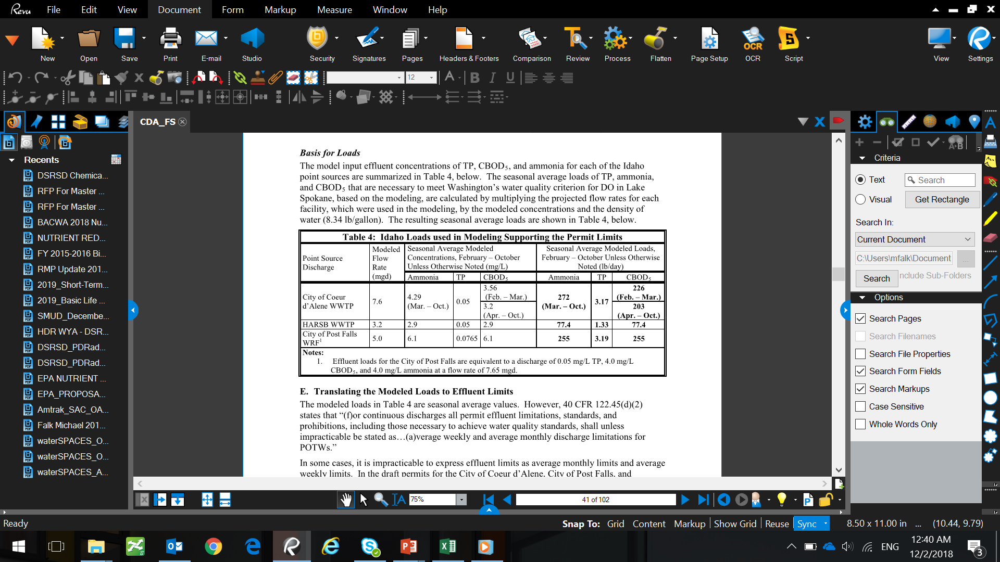 Revu File Edit View Document Form Markup Measure Window Help
New Open Save Print E-mail Studio Security Signatures Pages Headers & Footers Comparison Review Process Flatten Page Setup OCR Script View Settings
12
CDA_FS
Recents
DSRSD Chemica...
RFP For Master ...
RFP For Master ...
BACWA 2018 Nu...
NUTRIENT RED...
FY 2015-2016 Bi...
RMP Update 201...
2019_Short-Term...
2019_Basic Life ...
SMUD_Decembe...
HDR WYA - DSR...
DSRSD_PDRad...
DSRSD_PDRad...
EPA NUTRIENT ...
EPA_PROPOSA...
Amtrak_SAC_OA...
Falk Michael 201...
waterSPACES_O...
waterSPACES_O...
waterSPACES_A...
Basis for Loads
The model input effluent concentrations of TP, CBOD5, and ammonia for each of the Idaho
point sources are summarized in Table 4, below. The seasonal average loads of TP, ammonia,
and CBOD5 that are necessary to meet Washington's water quality criterion for DO in Lake
Spokane, based on the modeling, are calculated by multiplying the projected flow rates for each
facility, which were used in the modeling, by the modeled concentrations and the density of
water (8.34 lb/gallon). The resulting seasonal average loads are shown in Table 4, below.
Table 4: Idaho Loads used in Modeling Supporting the Permit Limits
Point Source
Discharge
Modeled
Flow
Rate
(mgd)
Seasonal Average Modeled
Concentrations, February – October
Unless Otherwise Noted (mg/L)
Seasonal Average Modeled Loads,
February – October Unless Otherwise
Noted (lb/day)
Ammonia TP CBOD5 Ammonia TP CBOD5
City of Coeur
d'Alene WWTP
7.6
4.29
(Mar. – Oct.)
0.05
3.56
(Feb. – Mar.)
3.2
(Apr. – Oct.)
272
(Mar. – Oct.)
3.17
226
(Feb. – Mar.)
203
(Apr. – Oct.)
HARSB WWTP 3.2 2.9 0.05 2.9 77.4 1.33 77.4
City of Post Falls
WRF1
5.0 6.1 0.0765 6.1 255 3.19 255
Notes:
1. Effluent loads for the City of Post Falls are equivalent to a discharge of 0.05 mg/L TP, 4.0 mg/L
CBOD5, and 4.0 mg/L ammonia at a flow rate of 7.65 mgd.
E. Translating the Modeled Loads to Effluent Limits
The modeled loads in Table 4 are seasonal average values. However, 40 CFR 122.45(d)(2)
states that “(f)or continuous discharges all permit effluent limitations, standards, and
prohibitions, including those necessary to achieve water quality standards, shall unless
impracticable be stated as…(a)verage weekly and average monthly discharge limitations for
POTWs.”
In some cases, it is impracticable to express effluent limits as average monthly limits and average
weekly limits. In the draft permits for the City of Coeur d'Alene, City of Post Falls, and
Criteria
Text Search
Visual Get Rectangle
Search In:
Current Document
C:\Users\mfalk\Document ...
Search nclude Sub-Folders
Options
Search Pages
Search Filenames
Search File Properties
Search Form Fields
Search Markups
Case Sensitive
Whole Words Only
75%
41 of 102
Ready
Snap To: Grid Content Markup Show Grid Reuse Sync 8.50 x 11.00 in ... (10.44, 9.79)
ENG
12:40 AM
12/2/2018
3